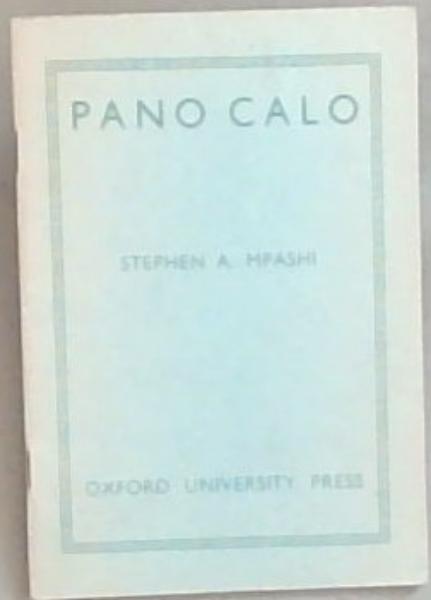 PANO CALO
STEPHEN A. MPASHI
OXFORD UNIVERSITY PRESS